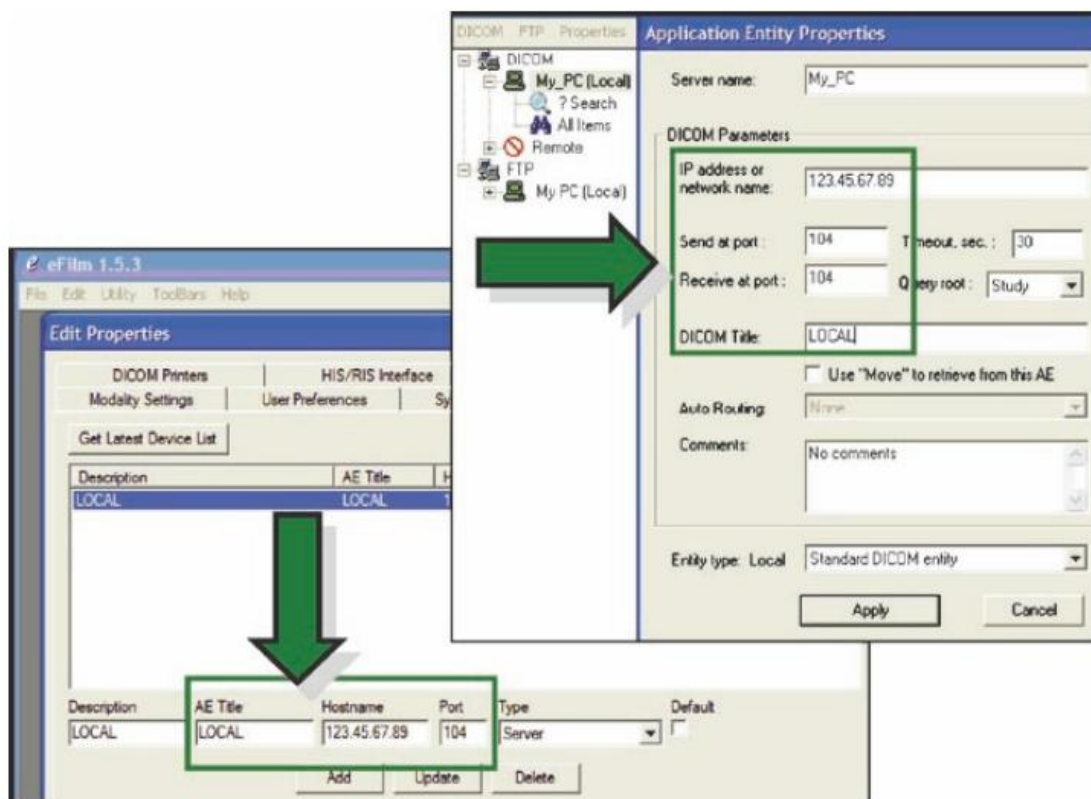 DICOM FTP Properties
DICOM
My_PC (Local)
? Search
All Items
Remote
FTP
My PC (Local)
Application Entity Properties
Server name: My_PC
DICOM Parameters
IP address or
network name: 123.45.67.89
Send at port : 104 Timeout, sec. : 30
Receive at port : 104 Query root : Study
DICOM Title: LOCAL
Use "Move" to retrieve from this AE
Auto Routing: None
Comments: No comments
Entity type: Local Standard DICOM entity
Apply Cancel
e eFilm 1.5.3
File Edit Utility ToolBars Help
Edit Properties
DICOM Printers HIS/RIS Interface
Modality Settings User Preferences Sy
Get Latest Device List
Description AE Title H
LOCAL LOCAL 1
Description AE Title Hostname Port Type Default
LOCAL LOCAL 123.45.67.89 104 Server
Add Update Delete